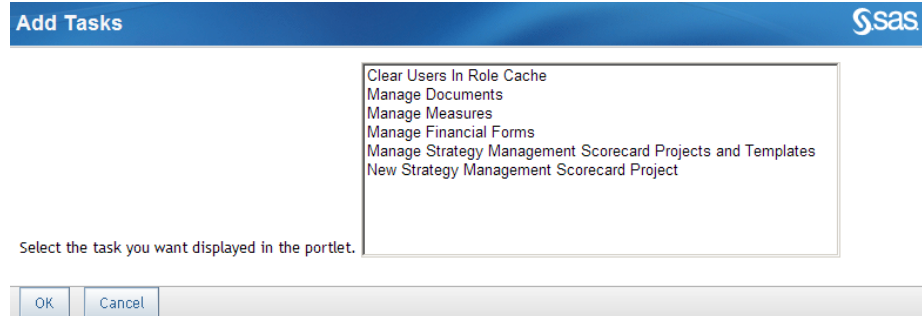 Add Tasks
sas
Clear Users In Role Cache
Manage Documents
Manage Measures
Manage Financial Forms
Manage Strategy Management Scorecard Projects and Templates
New Strategy Management Scorecard Project
Select the task you want displayed in the portlet.
OK
Cancel